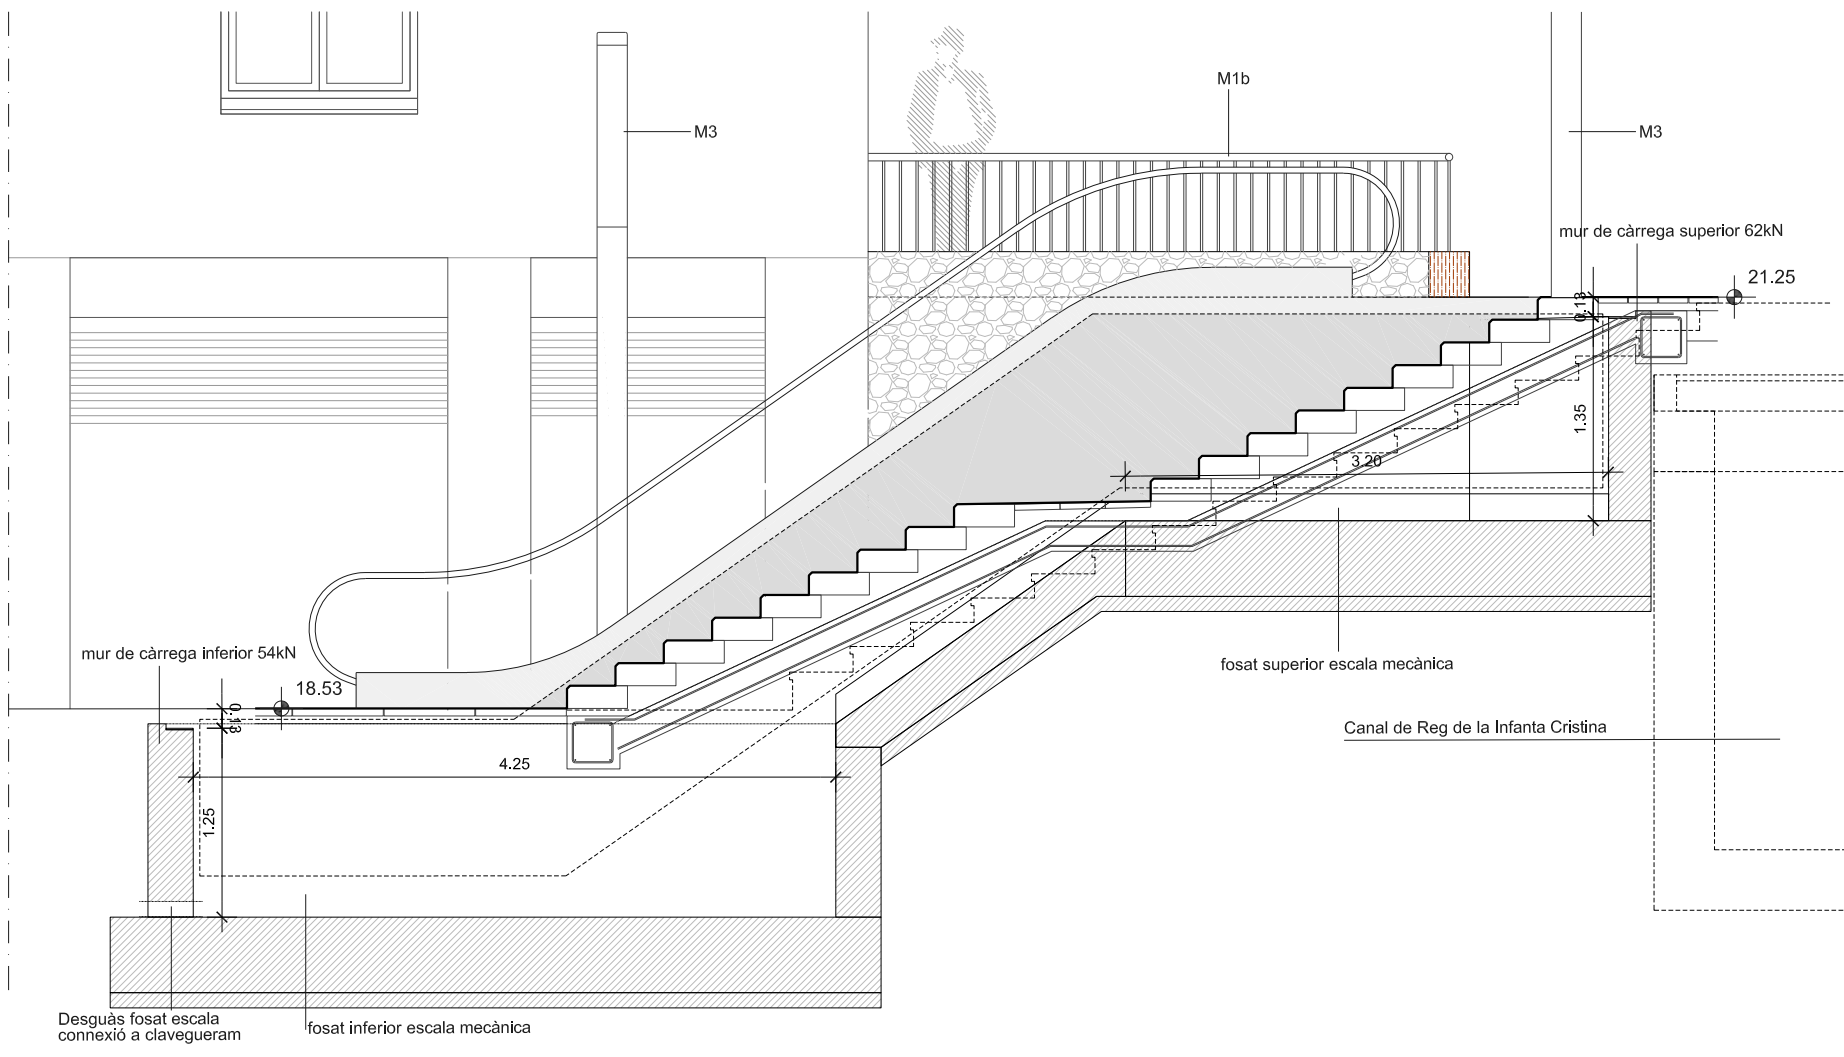 M1b
M3
M3
mur de càrrega superior 62kN
21.25
0.13
1.35
3.20
mur de càrrega inferior 54kN
18.53
0.13
fosat superior escala mecànica
Canal de Reg de la Infanta Cristina
4.25
1.25
Desguàs fosat escala
connexió a clavegueram
fosat inferior escala mecànica